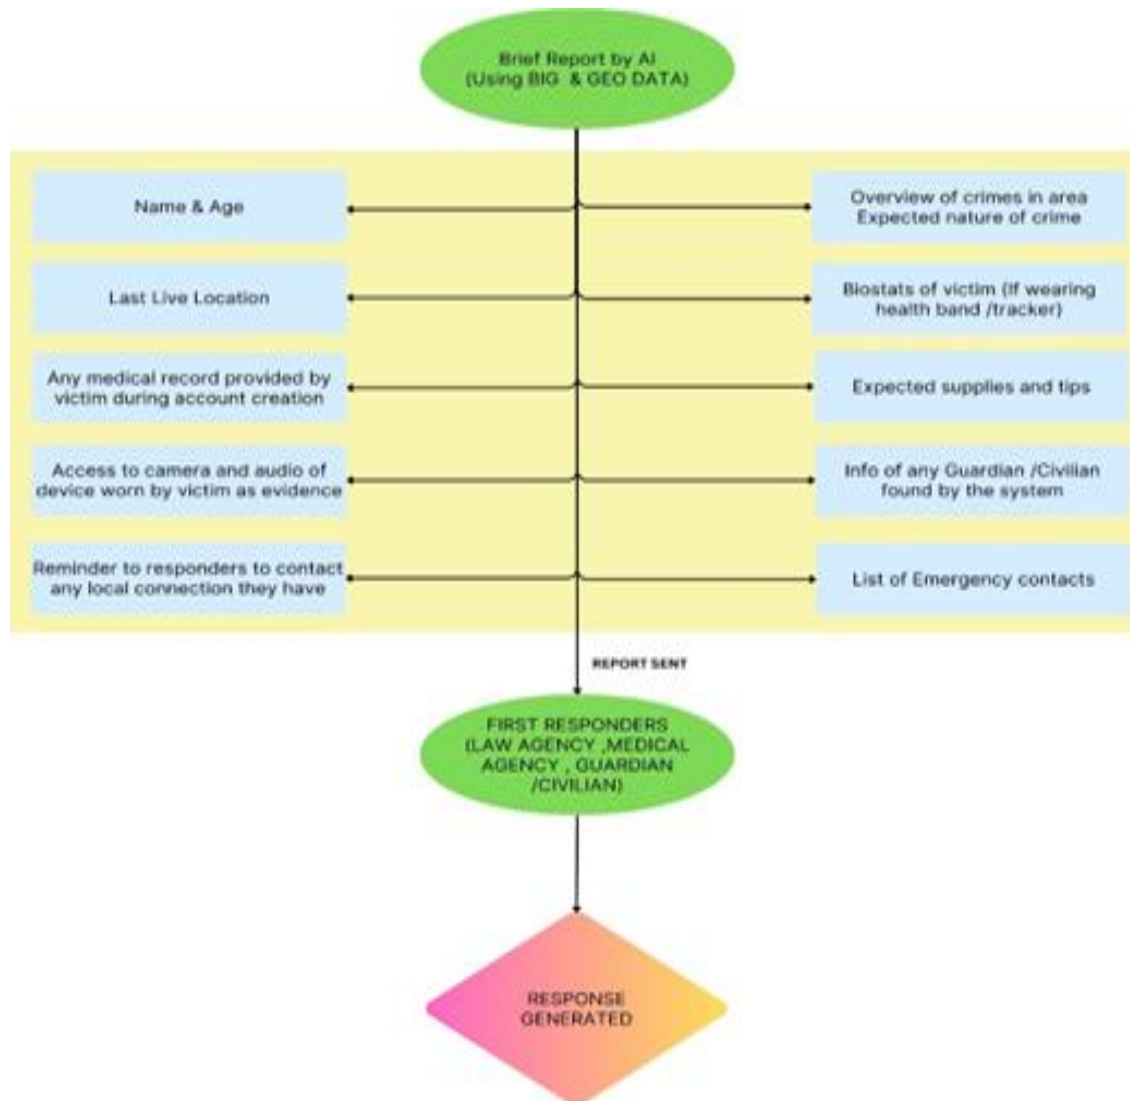 Brief Report by AI
(Using BIG & GEO DATA)
Name & Age
Overview of crimes in area
Expected nature of crime
Last Live Location
Biostats of victim (If wearing
health band /tracker)
Any medical record provided by
victim during account creation
Expected supplies and tips
Access to camera and audio of
device worn by victim as evidence
Info of any Guardian /Civilian
found by the system
Reminder to responders to contact
any local connection they have
List of Emergency contacts
REPORT SENT
FIRST RESPONDERS
(LAW AGENCY ,MEDICAL
AGENCY , GUARDIAN
/CIVILIAN)
RESPONSE
GENERATED